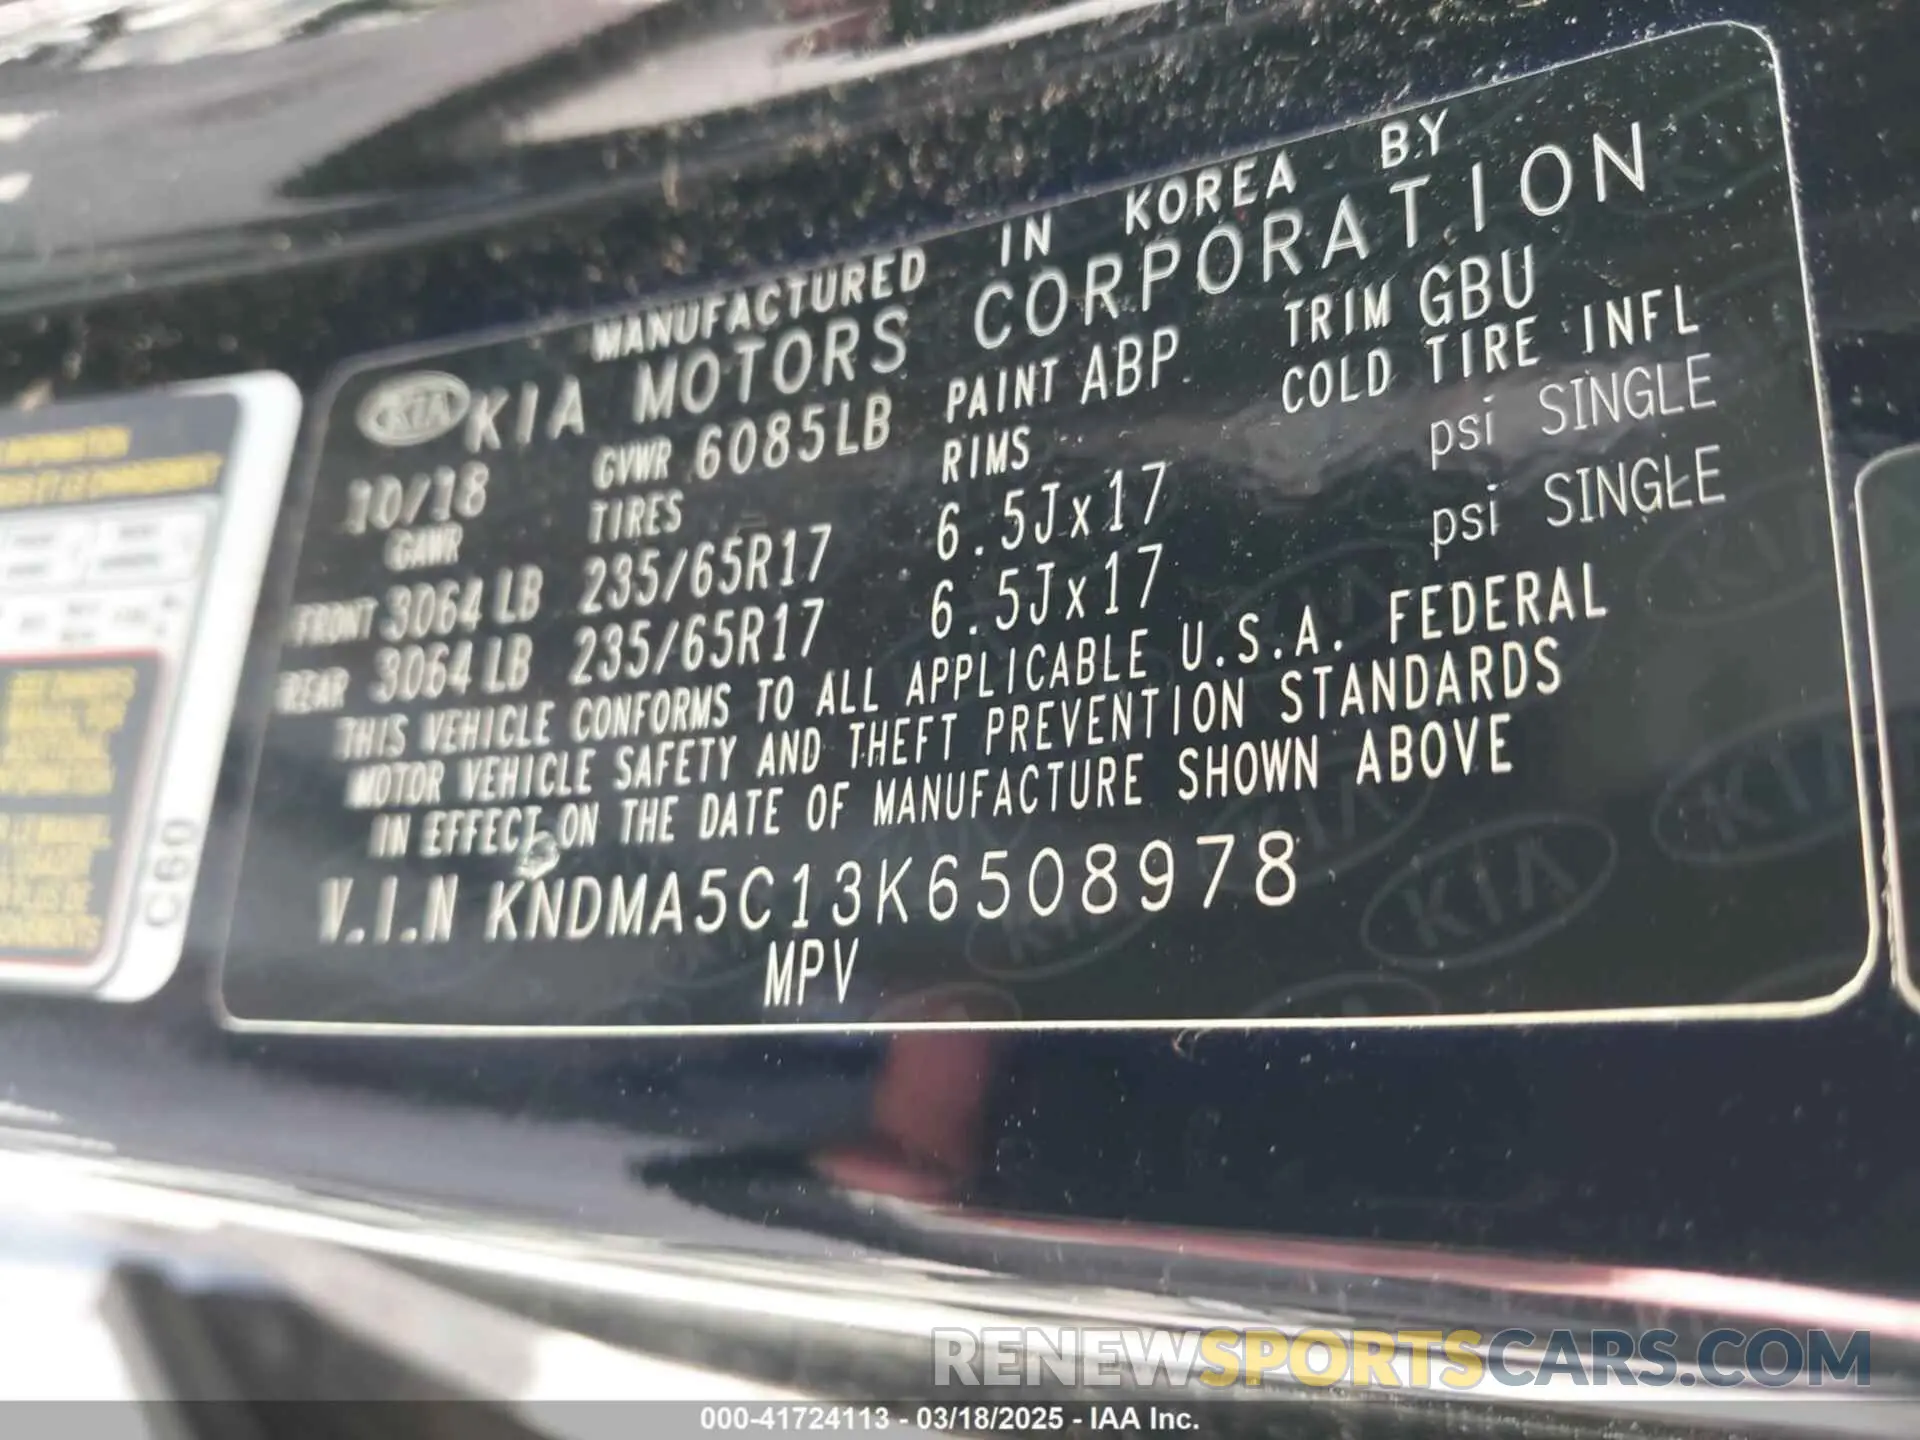 MANUFACTURED IN KOREA BY
KIA KIA MOTORS CORPORATION
10/18 GVWR 6085LB PAINT ABP TRIM GBU
GAWR TIRES RIMS COLD TIRE INFL
FRONT 3064 LB 235/65R17 6.5Jx17 psi SINGLE
REAR 3064 LB 235/65R17 6.5Jx17 psi SINGLE
THIS VEHICLE CONFORMS TO ALL APPLICABLE U.S.A. FEDERAL
MOTOR VEHICLE SAFETY AND THEFT PREVENTION STANDARDS
IN EFFECT ON THE DATE OF MANUFACTURE SHOWN ABOVE
V.I.N KNDMA5C13K6508978
MPV
C60
RENEWSPORTSCARS.COM
000-41724113 - 03/18/2025 - IAA Inc.